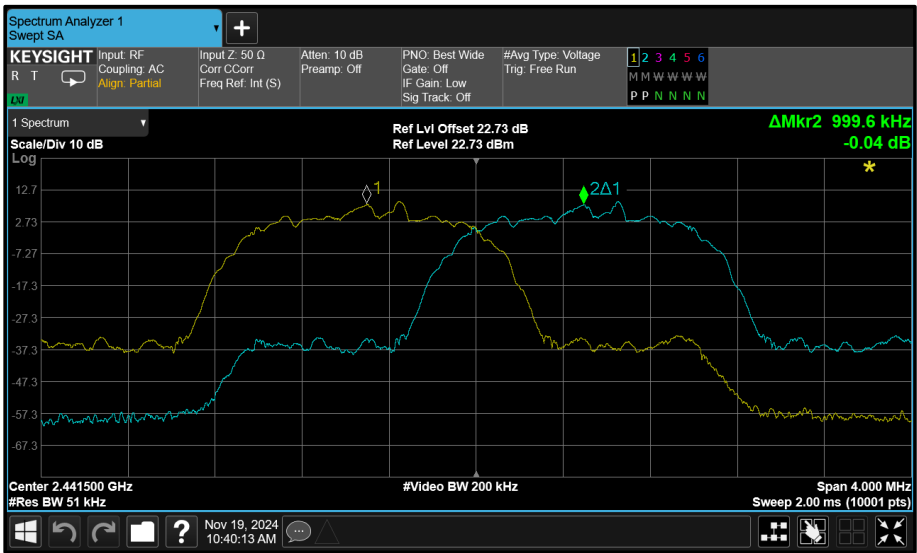 Spectrum Analyzer 1
Swept SA
▼
+
KEYSIGHT Input: RF Input Z: 50 Ω Atten: 10 dB PNO: Best Wide #Avg Type: Voltage 1 2 3 4 5 6
R T Coupling: AC Corr CCorr Preamp: Off Gate: Off Trig: Free Run M M W W W W
Align: Partial Freq Ref: Int (S) IF Gain: Low P P N N N N
LXI Sig Track: Off
1 Spectrum ▼
Scale/Div 10 dB
Ref Lvl Offset 22.73 dB
Ref Level 22.73 dBm
ΔMkr2 999.6 kHz
-0.04 dB
Log
*
1
2Δ1
12.7
2.73
-7.27
-17.3
-27.3
-37.3
-47.3
-57.3
-67.3
Center 2.441500 GHz #Video BW 200 kHz Span 4.000 MHz
#Res BW 51 kHz Sweep 2.00 ms (10001 pts)
? Nov 19, 2024
10:40:13 AM